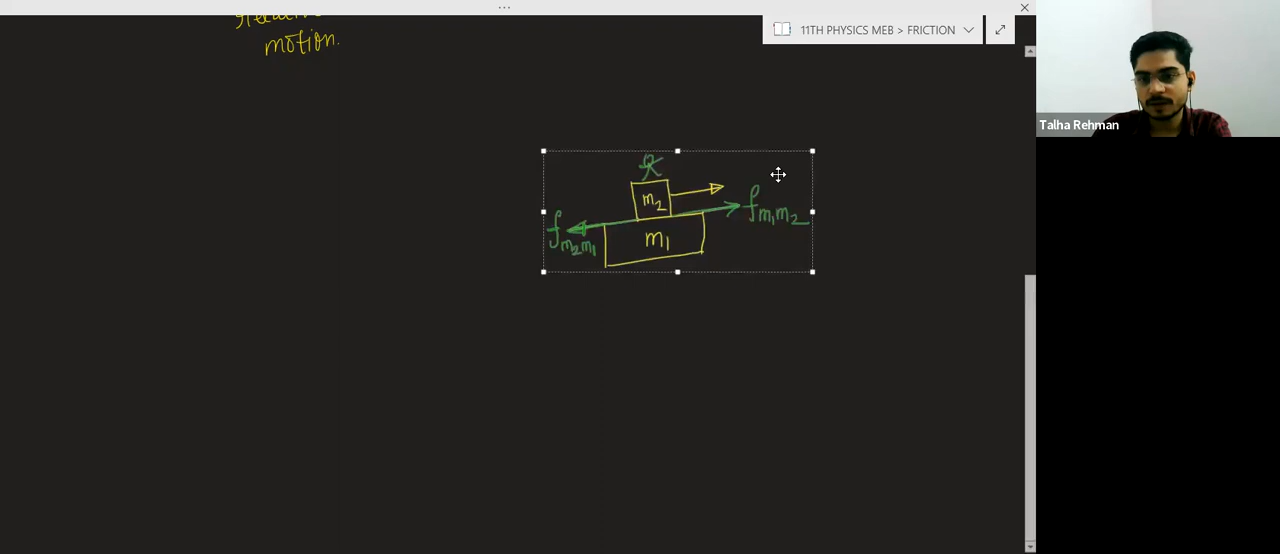 motion.
11TH PHYSICS MEB > FRICTION
Talha Rehman
m2
fm1m2
fm2m1
m1